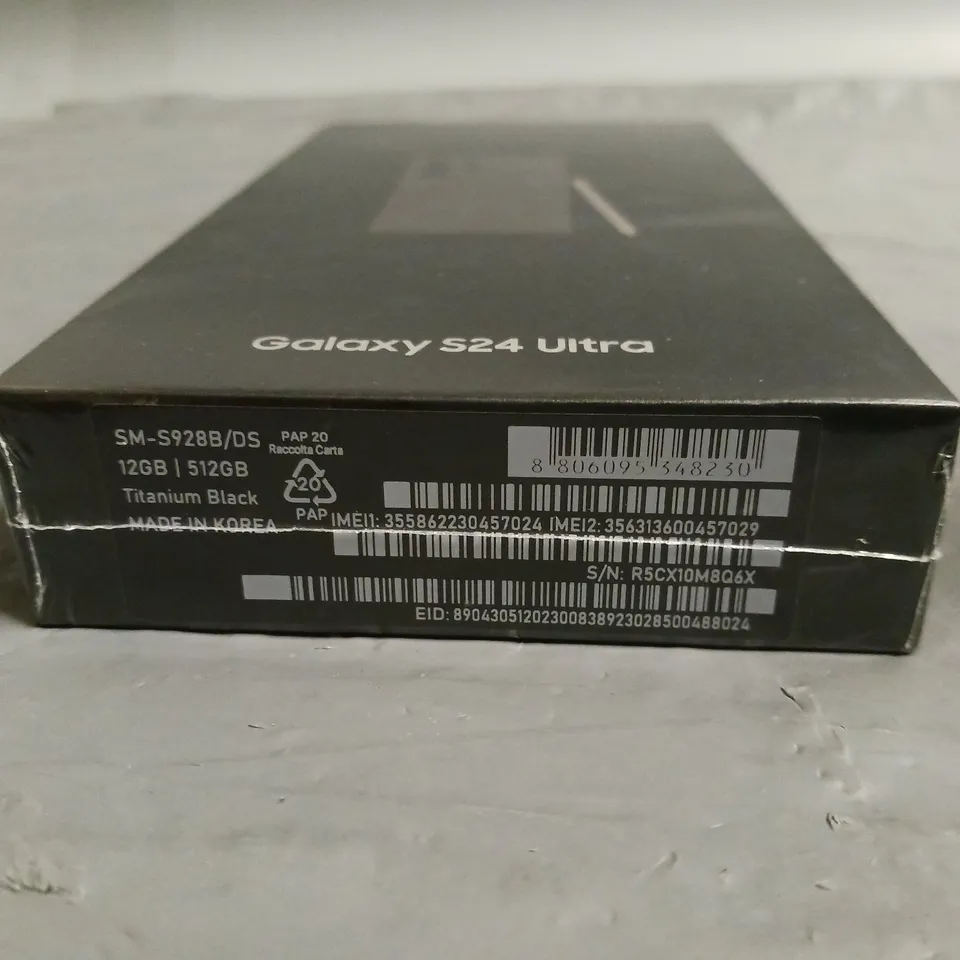 Galaxy S24 Ultra
SM-S928B/DS
12GB | 512GB
Titanium Black
MADE IN KOREA
PAP 20
Raccolta Carta
20
PAP
8 806095 348230
IMEI1: 355862230457024 IMEI2: 356313600457029
S/N: R5CX10M8Q6X
EID: 89043051202300838923028500488024